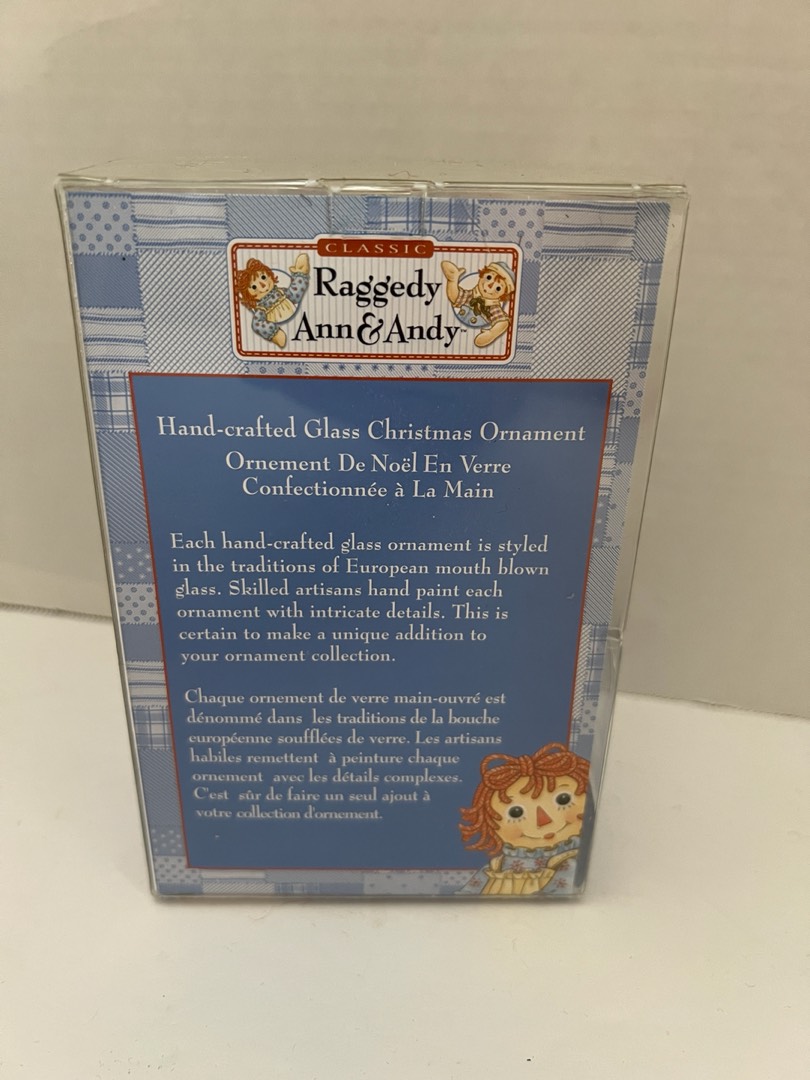 CLASSIC
Raggedy
Ann & Andy™
Hand-crafted Glass Christmas Ornament
Ornement De Noël En Verre
Confectionnée à La Main
Each hand-crafted glass ornament is styled
in the traditions of European mouth blown
glass. Skilled artisans hand paint each
ornament with intricate details. This is
certain to make a unique addition to
your ornament collection.
Chaque ornement de verre main-ouvré est
dénommé dans les traditions de la bouche
européenne soufflées de verre. Les artisans
habiles remettent à peinture chaque
ornement avec les détails complexes.
C'est sûr de faire un seul ajout à
votre collection d'ornement.